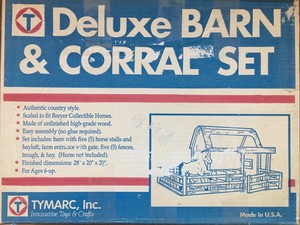 T Deluxe BARN
& CORRAL SET
• Authentic country style.
• Scaled to fit Breyer Collectible Horses.
• Made of unfinished high-grade wood.
• Easy assembly (no glue required).
• Set includes: barn with five (5) horse stalls and
hayloft, farm entrance with gate, five (5) fences,
trough, & hay. (Horse not included).
• Finished dimensions: 28" x 20" x
• For Ages 6-up.
T TYMARC, Inc.
Innovative Toys & Crafts
Made in U.S.A.